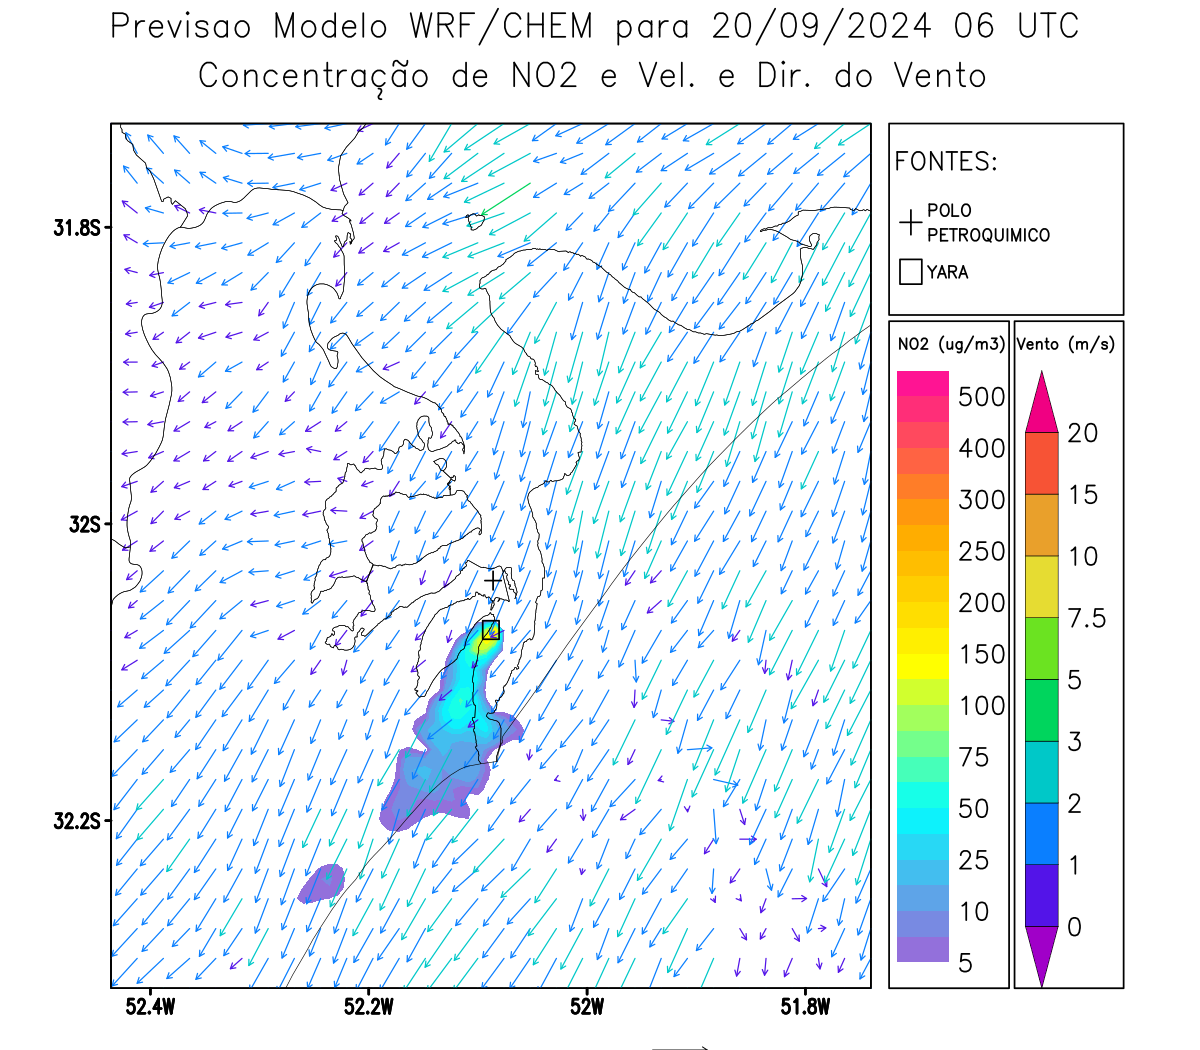 Previsao Modelo WRF/CHEM para 20/09/2024 06 UTC
Concentração de NO2 e Vel. e Dir. do Vento
FONTES:
POLO
PETROQUIMICO
YARA
NO2 (ug/m3)
500
400
300
250
200
150
100
75
50
25
10
5
Vento (m/s)
20
15
10
7.5
5
3
2
1
0
31.8S
32S
32.2S
52.4W
52.2W
52W
51.8W